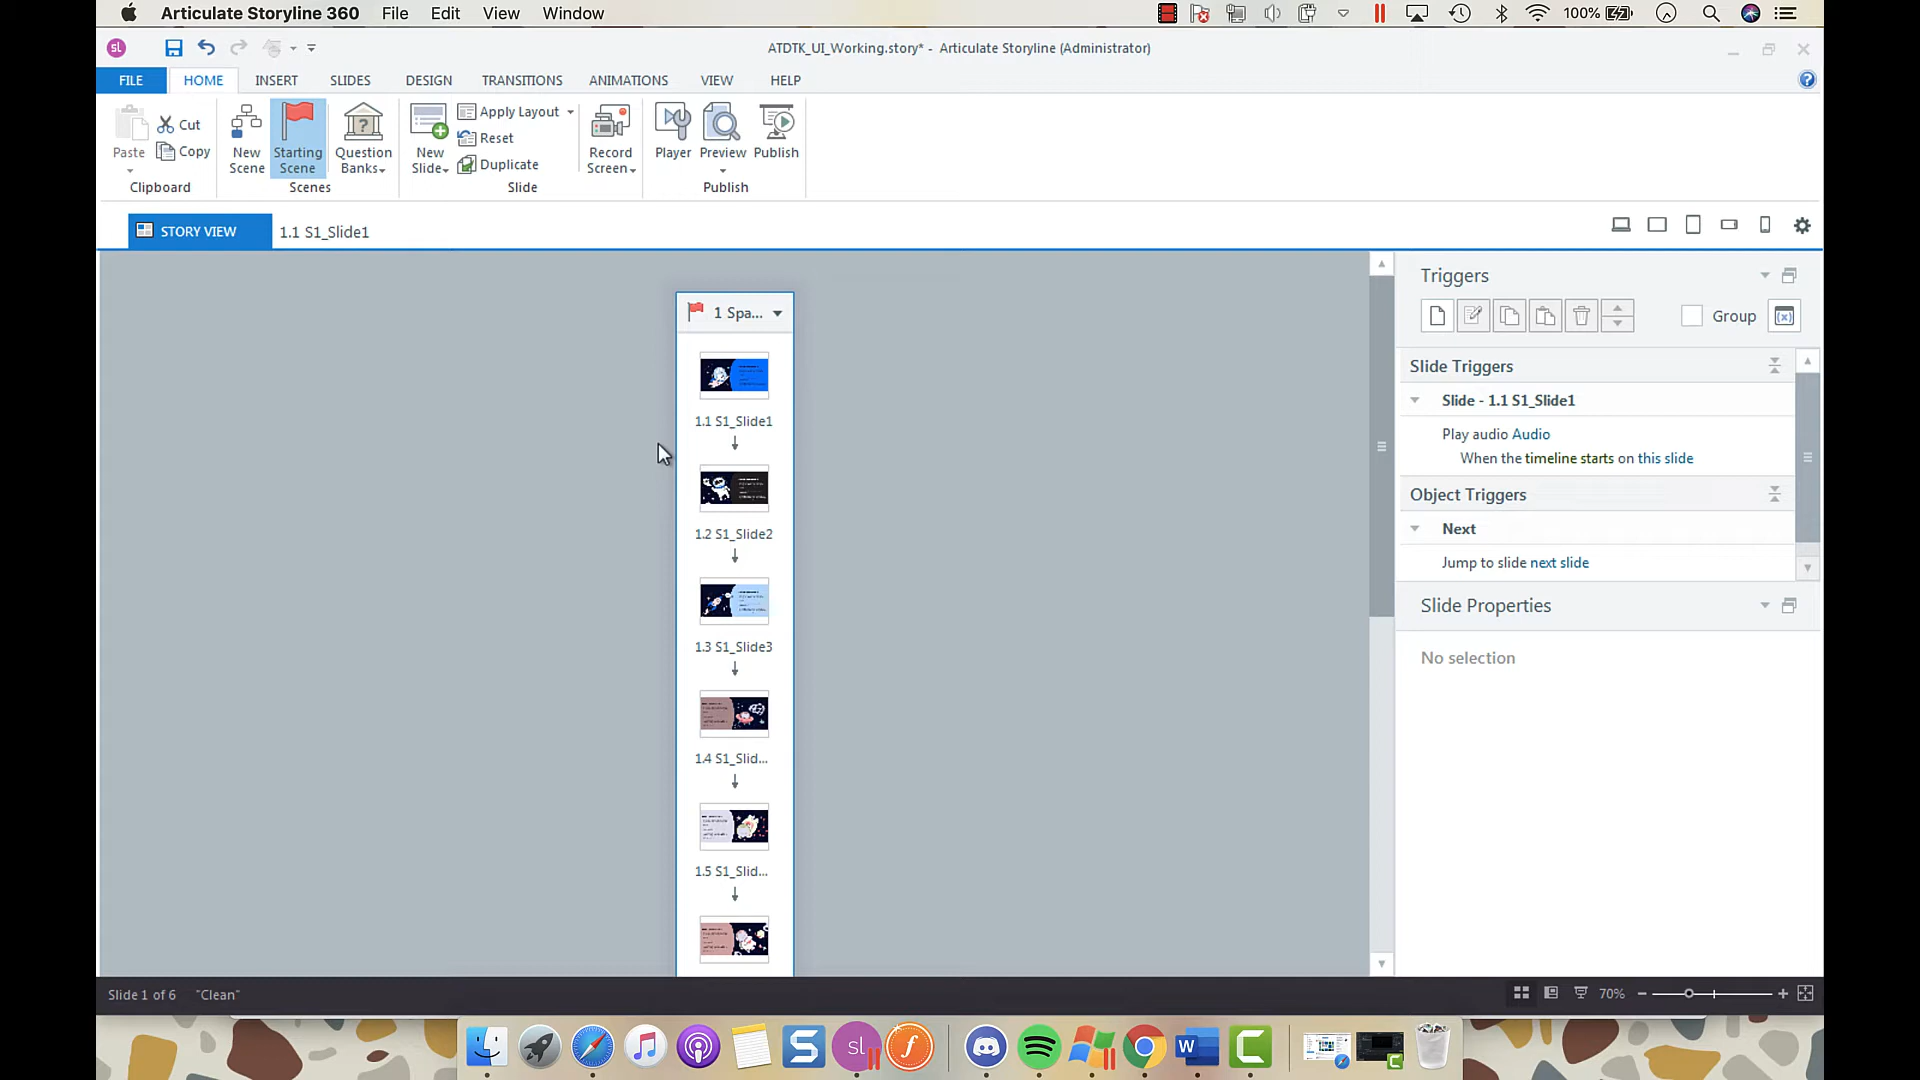 Articulate Storyline 360 File Edit View Window
100%
sl
ATDTK_UI_Working.story* - Articulate Storyline (Administrator)
FILE HOME INSERT SLIDES DESIGN TRANSITIONS ANIMATIONS VIEW HELP
Paste
Cut
Copy
Clipboard
New Scene
Starting Scene
Question Banks
Scenes
New Slide
Apply Layout
Reset
Duplicate
Slide
Record Screen
Player
Preview
Publish
Publish
STORY VIEW
1.1 S1_Slide1
1 Spa...
1.1 S1_Slide1
1.2 S1_Slide2
1.3 S1_Slide3
1.4 S1_Slid...
1.5 S1_Slid...
Triggers
Group
(x)
Slide Triggers
Slide - 1.1 S1_Slide1
Play audio Audio
When the timeline starts on this slide
Object Triggers
Next
Jump to slide next slide
Slide Properties
No selection
Slide 1 of 6 "Clean"
70%
S
sl
f
W
C